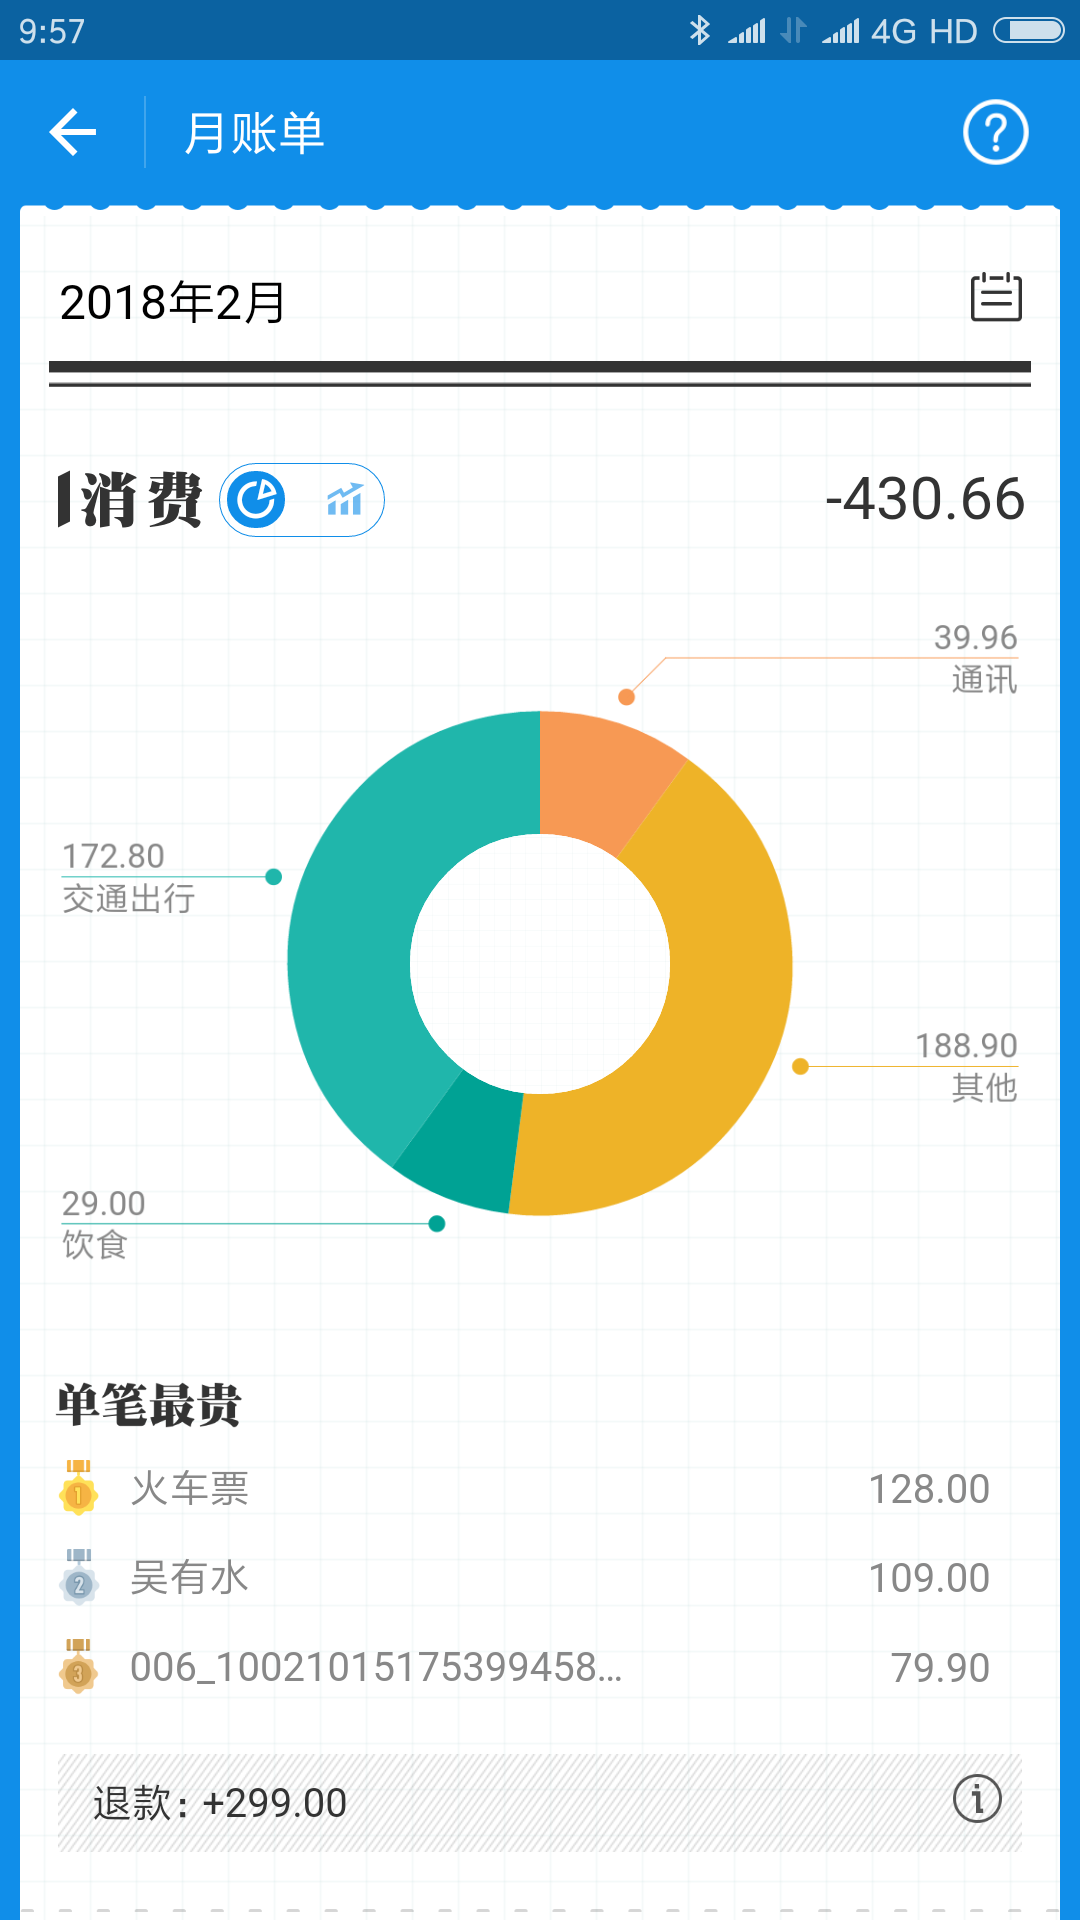 9:57 4G HD
月账单
2018年2月
消费 -430.66
39.96
通讯
172.80
交通出行
188.90
其他
29.00
饮食
单笔最贵
1 火车票 128.00
2 吴有水 109.00
3 006_10021015175399458... 79.90
退款：+299.00